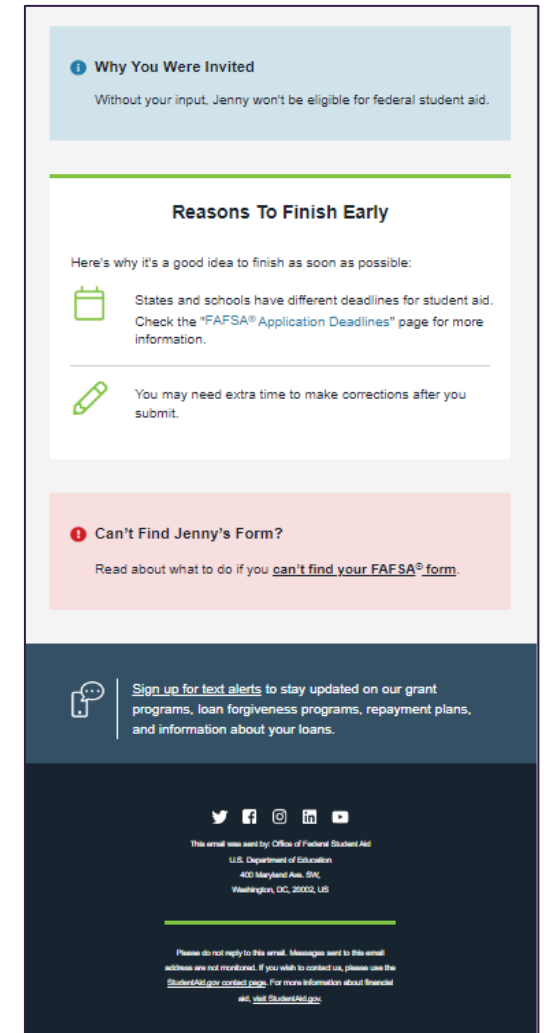 Why You Were Invited
Without your input, Jenny won't be eligible for federal student aid.
Reasons To Finish Early
Here's why it's a good idea to finish as soon as possible:
States and schools have different deadlines for student aid.
Check the "FAFSA® Application Deadlines" page for more
information.
You may need extra time to make corrections after you
submit.
Can't Find Jenny's Form?
Read about what to do if you can't find your FAFSA® form.
Sign up for text alerts to stay updated on our grant
programs, loan forgiveness programs, repayment plans,
and information about your loans.
This email was sent by: Office of Federal Student Aid
U.S. Department of Education
400 Maryland Ave. SW,
Washington, DC, 20002, US
Please do not reply to this email. Messages sent to this email
address are not monitored. If you wish to contact us, please use the
StudentAid.gov contact page. For more information about financial
aid, visit StudentAid.gov.